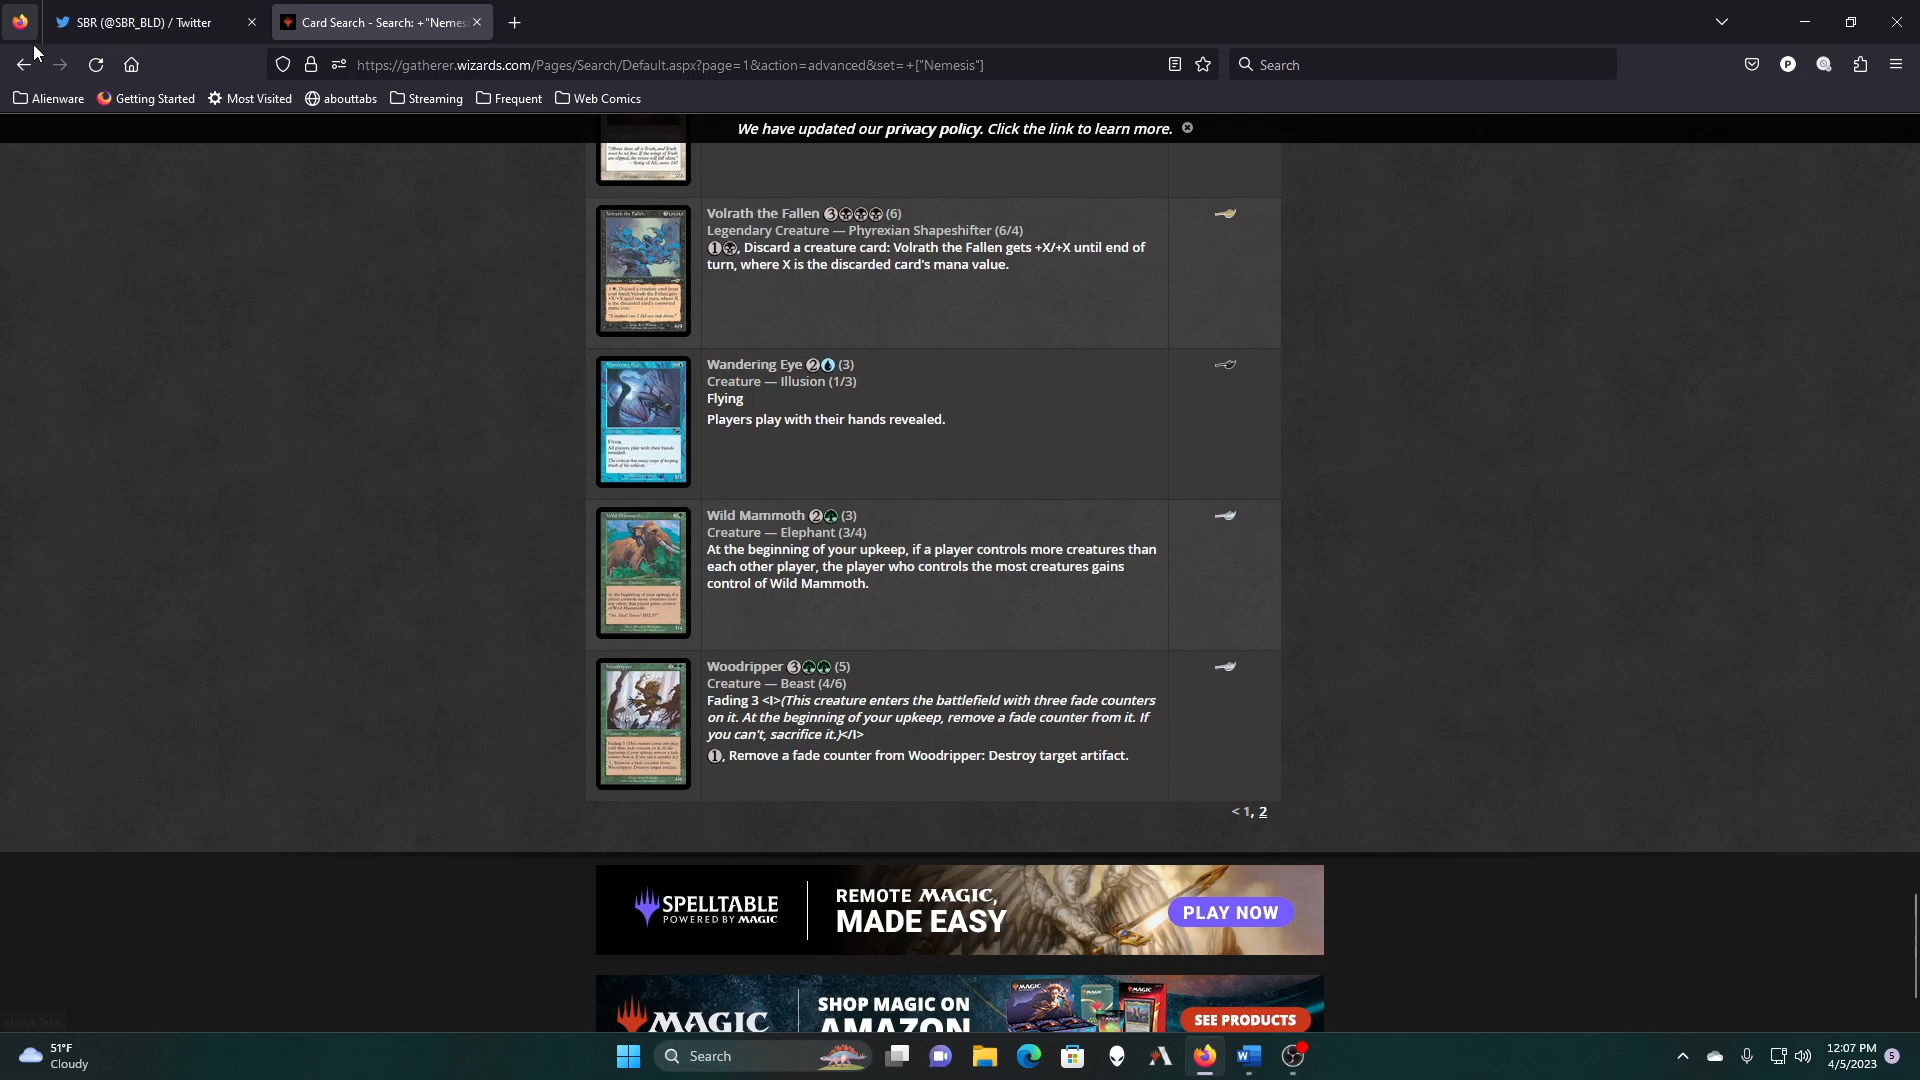 SBR (@SBR_BLD) / Twitter
Card Search - Search: +"Nemes
https://gatherer.wizards.com/Pages/Search/Default.aspx?page=1&action=advanced&set=+["Nemesis"]
Search
Alienware
Getting Started
Most Visited
abouttabs
Streaming
Frequent
Web Comics
We have updated our privacy policy. Click the link to learn more.
Volrath the Fallen 3 (6)
Legendary Creature — Phyrexian Shapeshifter (6/4)
1 , Discard a creature card: Volrath the Fallen gets +X/+X until end of
turn, where X is the discarded card's mana value.
Wandering Eye 2 (3)
Creature — Illusion (1/3)
Flying
Players play with their hands revealed.
Wild Mammoth 2 (3)
Creature — Elephant (3/4)
At the beginning of your upkeep, if a player controls more creatures than
each other player, the player who controls the most creatures gains
control of Wild Mammoth.
Woodripper 3 (5)
Creature — Beast (4/6)
Fading 3 <I>(This creature enters the battlefield with three fade counters
on it. At the beginning of your upkeep, remove a fade counter from it. If
you can't, sacrifice it.)</I>
1, Remove a fade counter from Woodripper: Destroy target artifact.
< 1, 2
SPELLTABLE
POWERED BY MAGIC
REMOTE MAGIC,
MADE EASY
PLAY NOW
MAGIC
SHOP MAGIC ON
AMAZON
SEE PRODUCTS
about:Tabs
51°F
Cloudy
Search
12:07 PM
4/5/2023
5